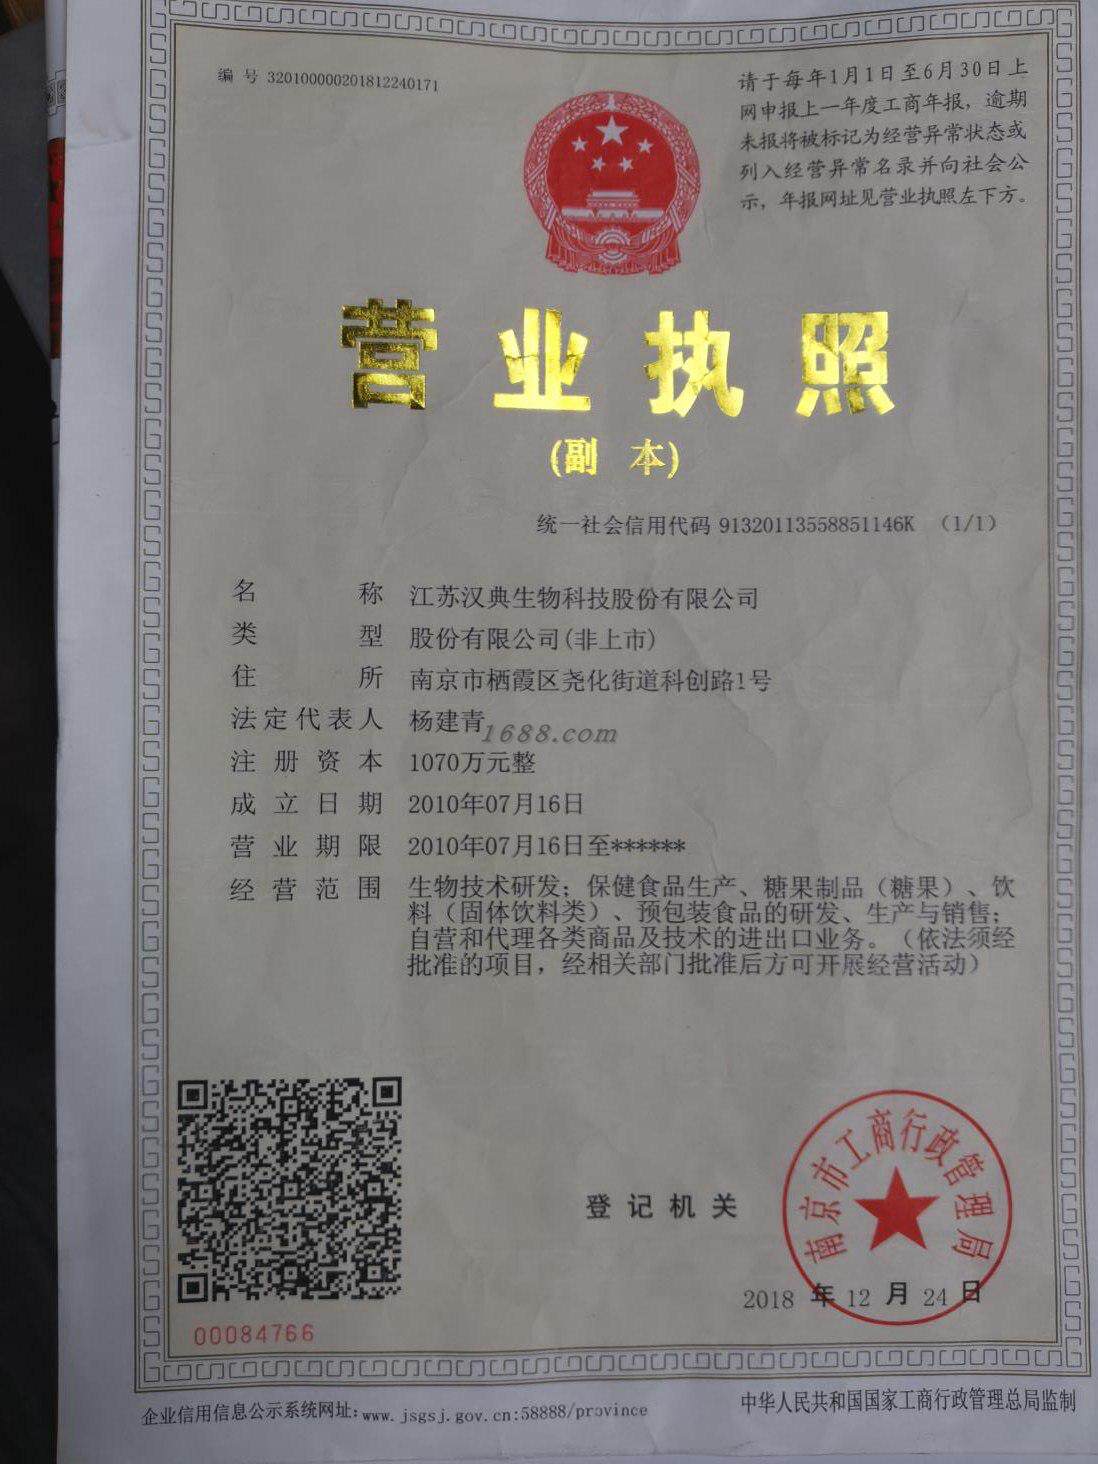 编 号 320100000201812240171
请于每年1月1日至6月30日上
网申报上一年度工商年报，逾期
未报将被标记为经营异常状态或
列入经营异常名录并向社会公
示，年报网址见营业执照左下方。
营 业 执 照
(副 本)
统一社会信用代码 91320113558851146K （1/1）
名 称 江苏汉典生物科技股份有限公司
类 型 股份有限公司(非上市)
住 所 南京市栖霞区尧化街道科创路1号
法定代表人 杨建青
1688.com
注 册 资 本 1070万元整
成 立 日 期 2010年07月16日
营 业 期 限 2010年07月16日至******
经 营 范 围 生物技术研发；保健食品生产、糖果制品（糖果）、饮
料（固体饮料类）、预包装食品的研发、生产与销售；
自营和代理各类商品及技术的进出口业务。（依法须经
批准的项目，经相关部门批准后方可开展经营活动）
南京市工商行政管理局
登 记 机 关
2018 年 12 月 24 日
00084766
企业信用信息公示系统网址: www.jsgsj.gov.cn:58888/province
中华人民共和国国家工商行政管理总局监制